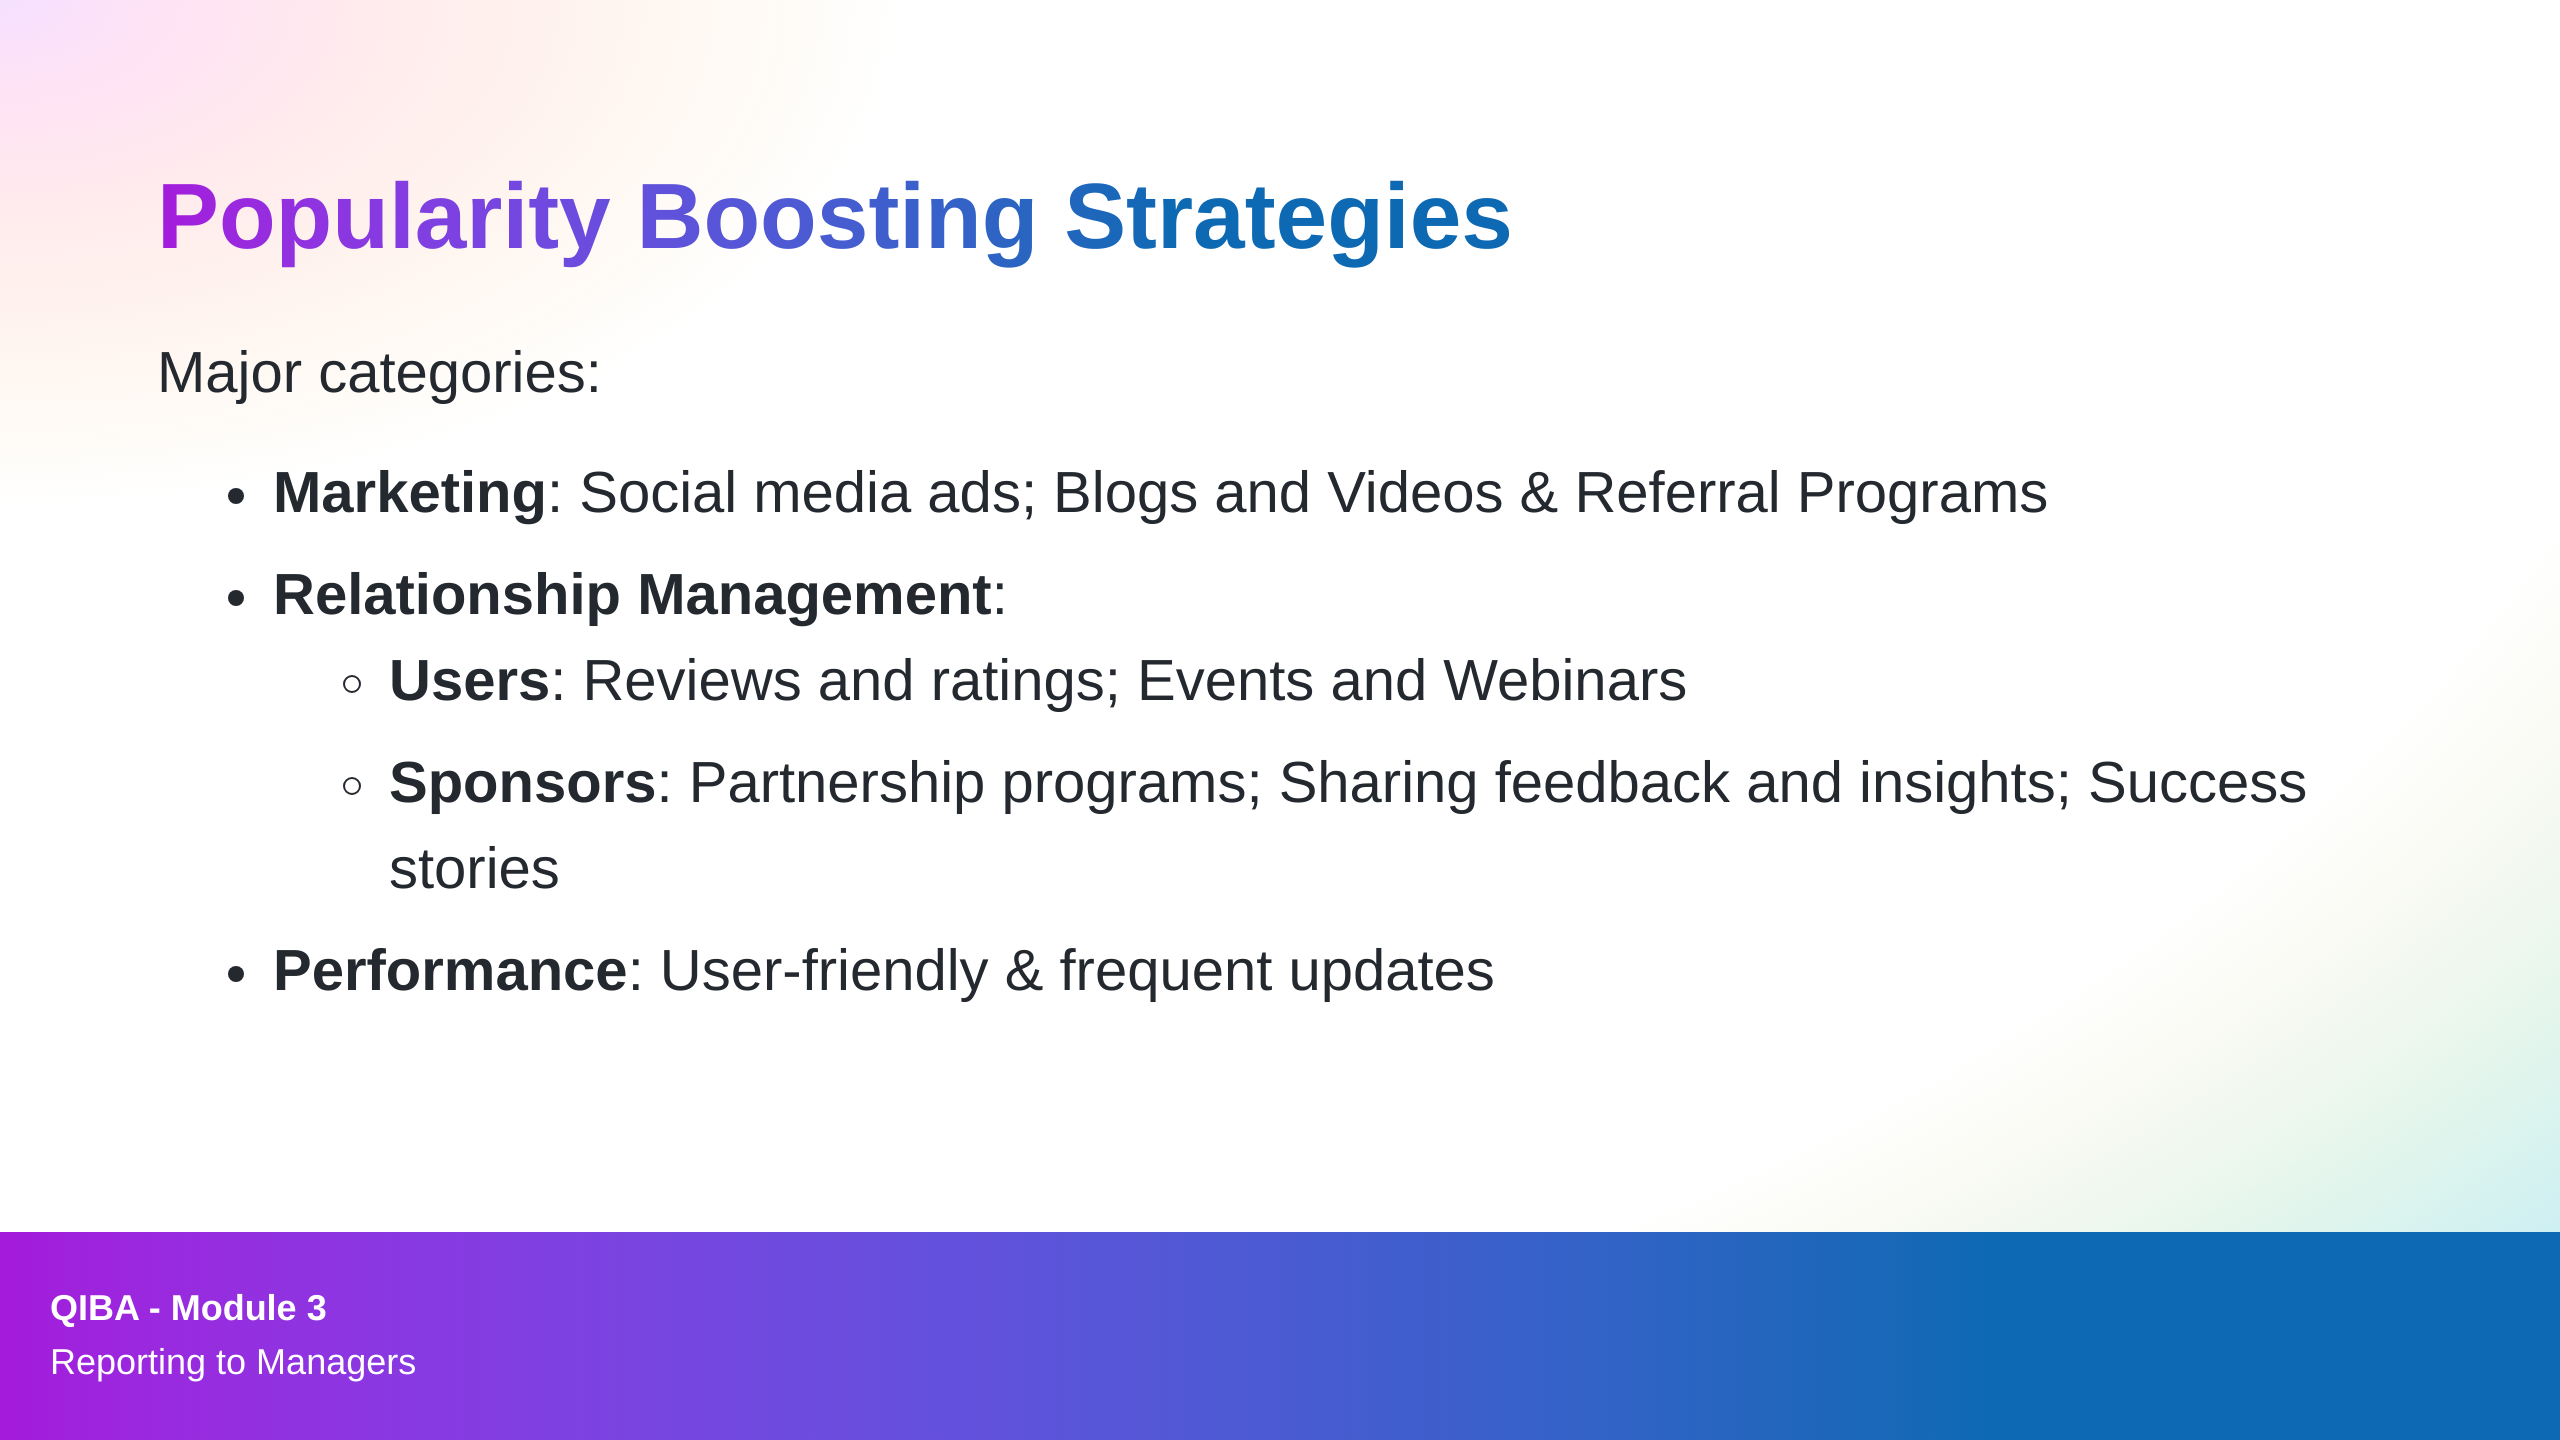 Popularity Boosting Strategies
Major categories:
• Marketing: Social media ads; Blogs and Videos & Referral Programs
• Relationship Management:
◦ Users: Reviews and ratings; Events and Webinars
◦ Sponsors: Partnership programs; Sharing feedback and insights; Success
stories
• Performance: User-friendly & frequent updates
QIBA - Module 3
Reporting to Managers